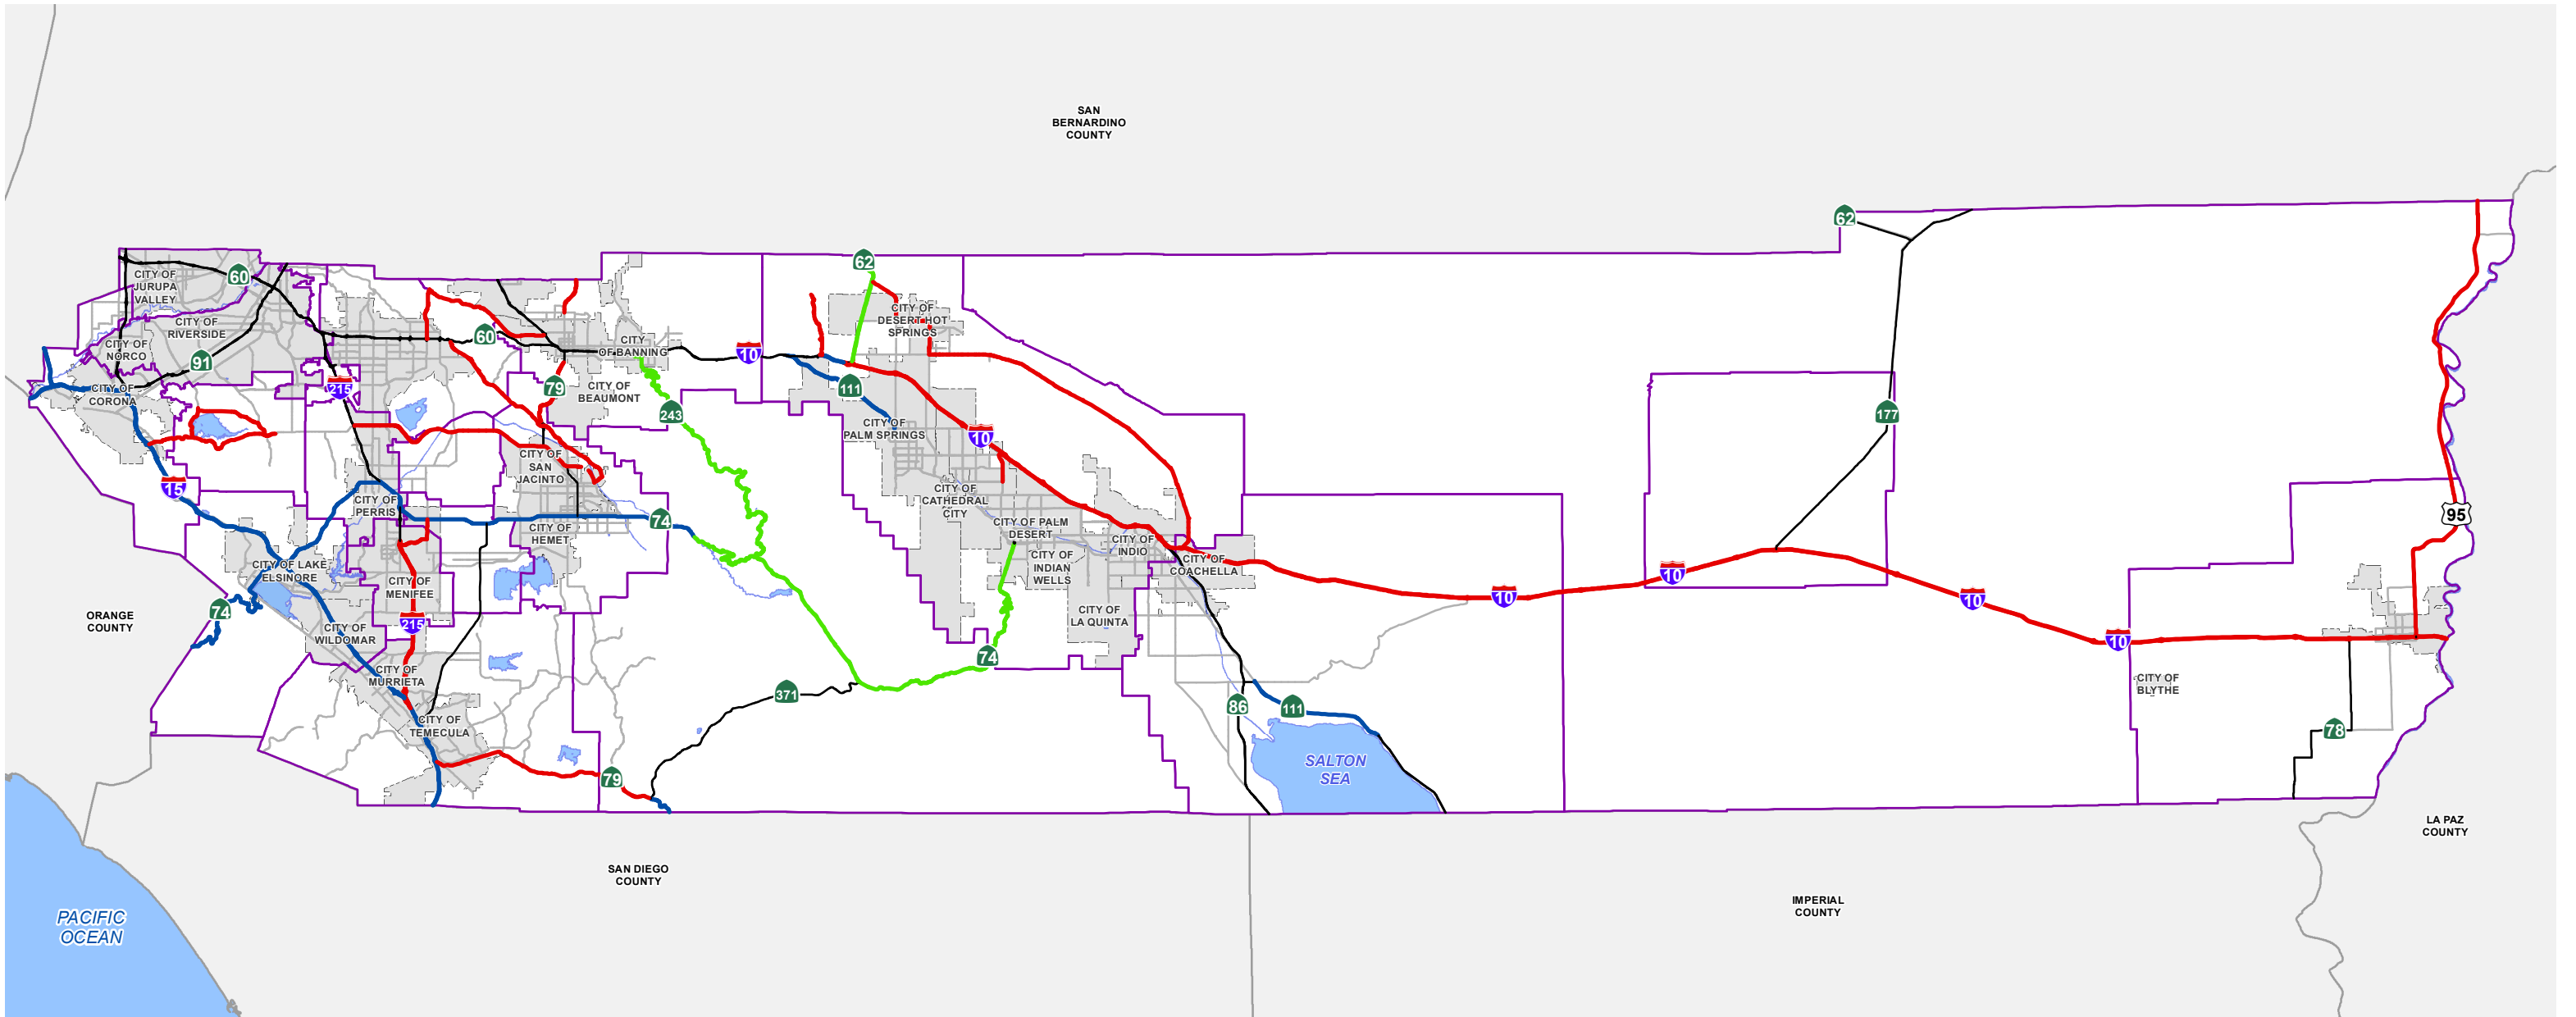 SAN
BERNARDINO
COUNTY
62
62
CITY OF
JURUPA
VALLEY
60
CITY OF
RIVERSIDE
CITY OF
NORCO
91
60
CITY
OF BANNING
10
CITY OF
DESERT HOT
SPRINGS
CITY OF
CORONA
215
79
CITY OF
BEAUMONT
111
243
177
CITY OF
PALM SPRINGS
10
CITY OF
SAN
JACINTO
15
CITY OF
PERRIS
CITY OF
CATHEDRAL
CITY
74
95
CITY OF
HEMET
CITY OF PALM
DESERT
CITY OF
INDIO
CITY OF
INDIAN
WELLS
CITY OF
COACHELLA
CITY OF LAKE
ELSINORE
CITY OF
MENIFEE
10
10
10
10
ORANGE
COUNTY
74
215
CITY OF
WILDOMAR
CITY OF
LA QUINTA
74
CITY OF
MURRIETA
371
CITY OF
BLYTHE
86
111
CITY OF
TEMECULA
78
79
SALTON
SEA
LA PAZ
COUNTY
SAN DIEGO
COUNTY
IMPERIAL
COUNTY
PACIFIC
OCEAN